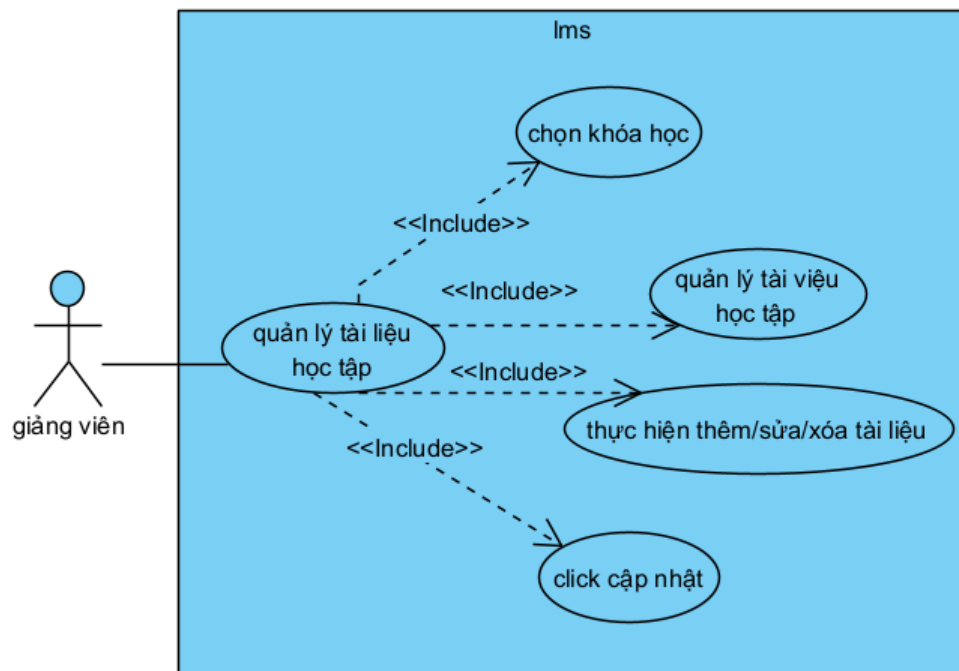 lms
chọn khóa học
<<Include>>
<<Include>>
quản lý tài việu
học tập
quản lý tài liệu
học tập
<<Include>>
giảng viên
thực hiện thêm/sửa/xóa tài liệu
<<Include>>
click cập nhật